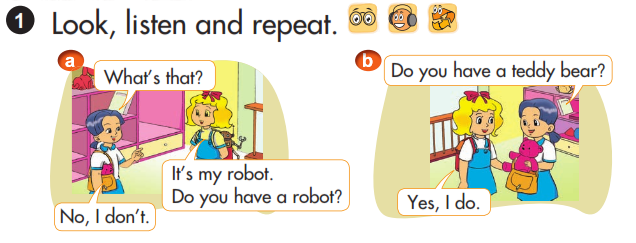 1 Look, listen and repeat.
a
What's that?
It's my robot.
Do you have a robot?
No, I don't.
b
Do you have a teddy bear?
Yes, I do.